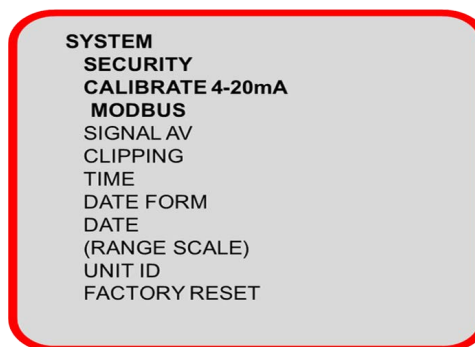 SYSTEM
SECURITY
CALIBRATE 4-20mA
MODBUS
SIGNAL AV
CLIPPING
TIME
DATE FORM
DATE
(RANGE SCALE)
UNIT ID
FACTORY RESET